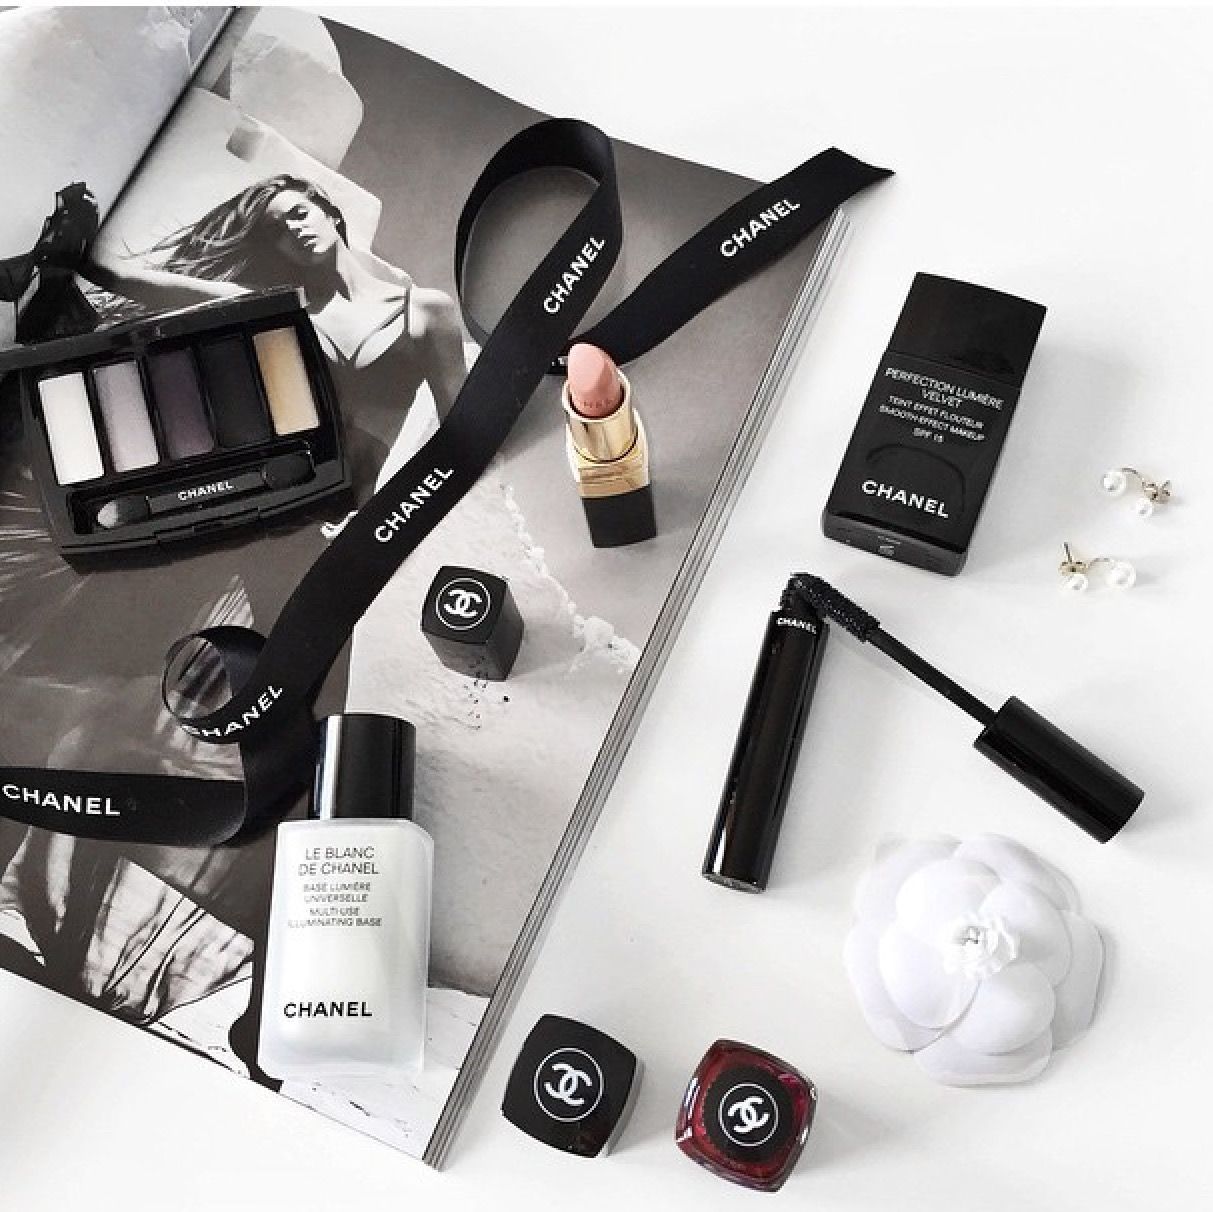 CHANEL
CHANEL
CHANEL
CHANEL
CHANEL
CHANEL
PERFECTION LUMIÈRE
VELVET
TEINT EFFET FLOUTEUR
SMOOTH-EFFECT MAKEUP
SPF 15
CHANEL
CHANEL
LE BLANC
DE CHANEL
BASE LUMIÈRE
UNIVERSELLE
MULTI-USE
ILLUMINATING BASE
CHANEL